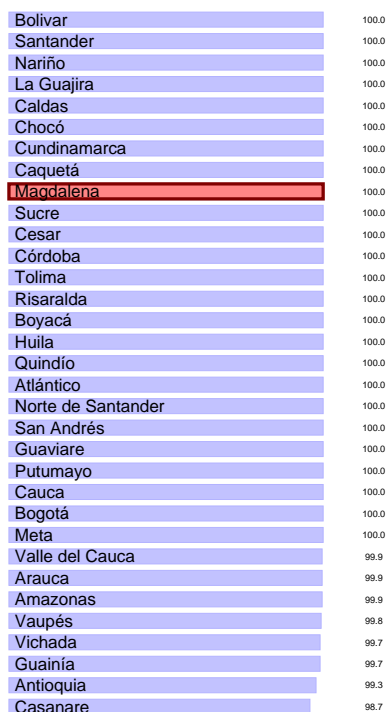 Bolivar 100.0
Santander 100.0
Nariño 100.0
La Guajira 100.0
Caldas 100.0
Chocó 100.0
Cundinamarca 100.0
Caquetá 100.0
Magdalena 100.0
Sucre 100.0
Cesar 100.0
Córdoba 100.0
Tolima 100.0
Risaralda 100.0
Boyacá 100.0
Huila 100.0
Quindío 100.0
Atlántico 100.0
Norte de Santander 100.0
San Andrés 100.0
Guaviare 100.0
Putumayo 100.0
Cauca 100.0
Bogotá 100.0
Meta 100.0
Valle del Cauca 99.9
Arauca 99.9
Amazonas 99.9
Vaupés 99.8
Vichada 99.7
Guainía 99.7
Antioquia 99.3
Casanare 98.7